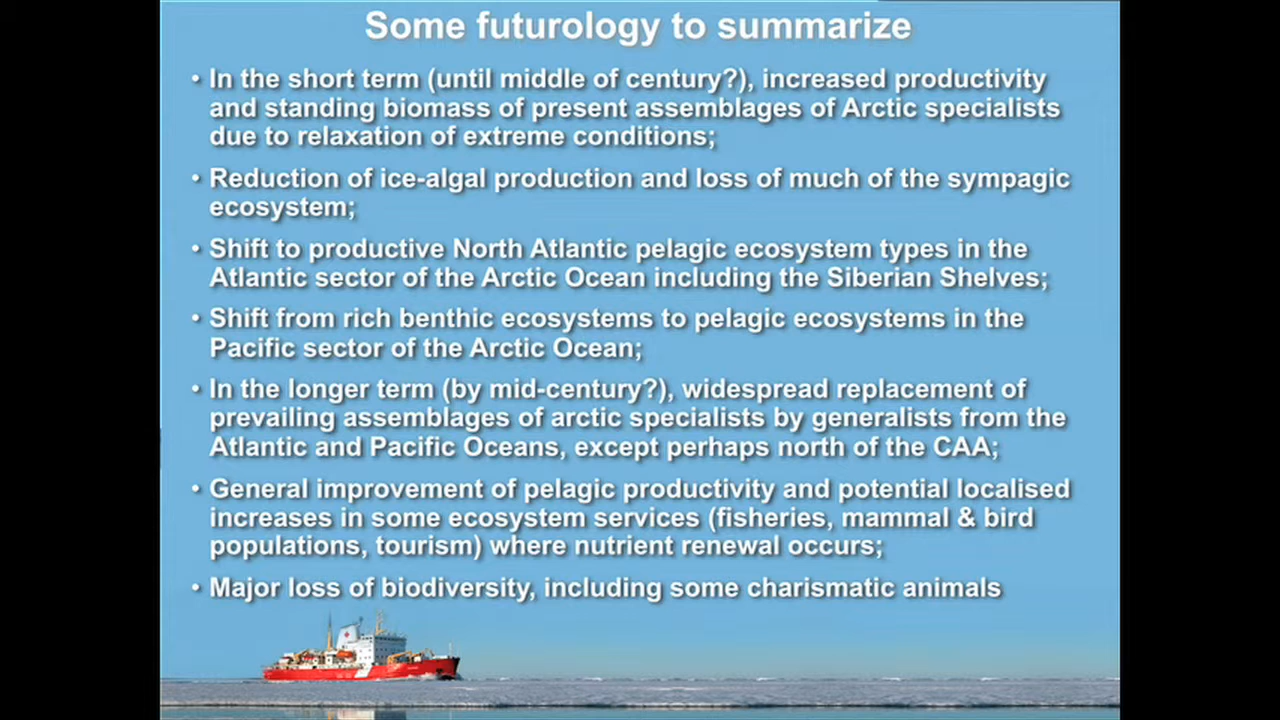 Some futurology to summarize
• In the short term (until middle of century?), increased productivity
and standing biomass of present assemblages of Arctic specialists
due to relaxation of extreme conditions;
• Reduction of ice-algal production and loss of much of the sympagic
ecosystem;
• Shift to productive North Atlantic pelagic ecosystem types in the
Atlantic sector of the Arctic Ocean including the Siberian Shelves;
• Shift from rich benthic ecosystems to pelagic ecosystems in the
Pacific sector of the Arctic Ocean;
• In the longer term (by mid-century?), widespread replacement of
prevailing assemblages of arctic specialists by generalists from the
Atlantic and Pacific Oceans, except perhaps north of the CAA;
• General improvement of pelagic productivity and potential localised
increases in some ecosystem services (fisheries, mammal & bird
populations, tourism) where nutrient renewal occurs;
• Major loss of biodiversity, including some charismatic animals